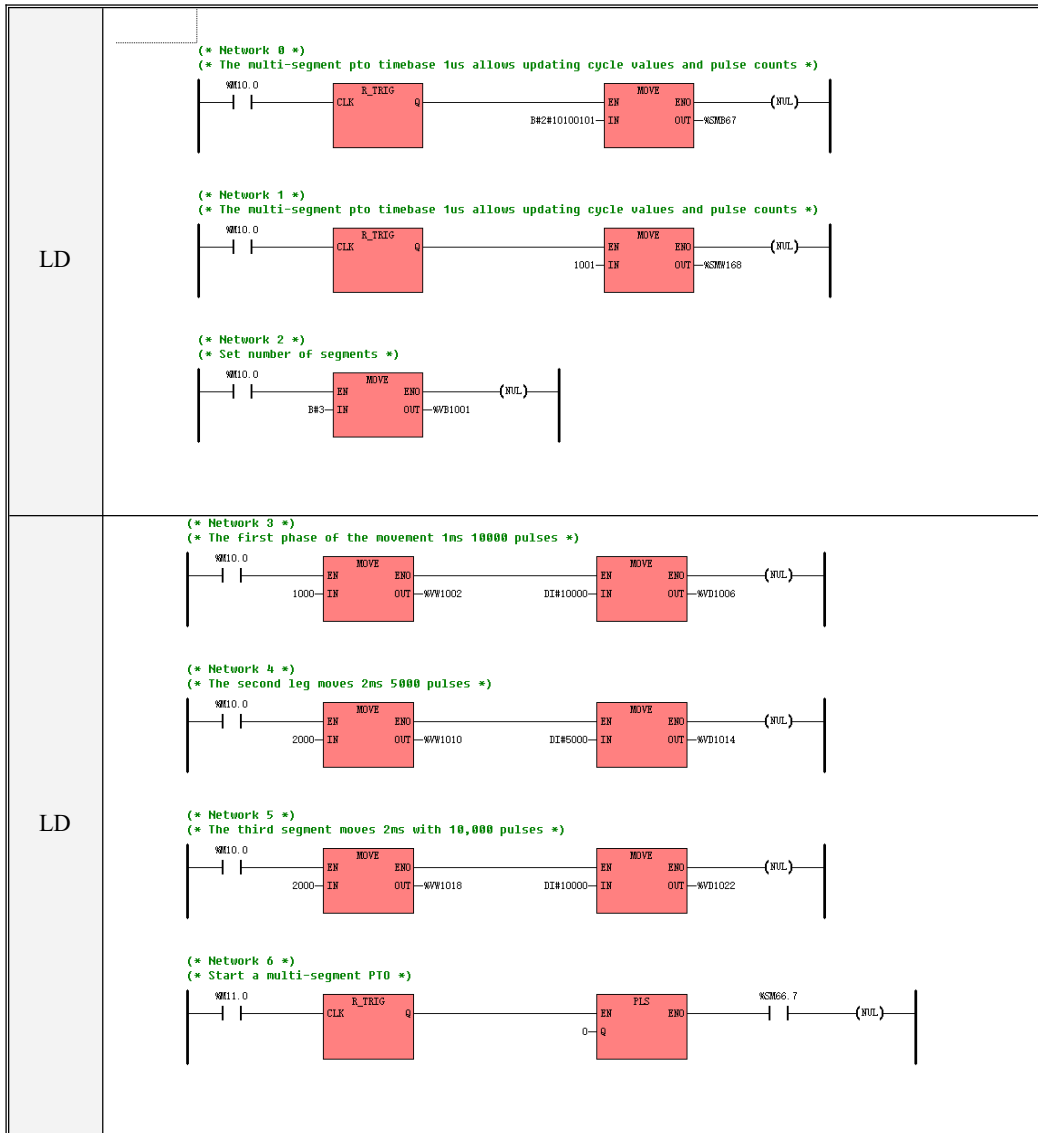 LD
(* Network 0 *)
(* The multi-segment pto timebase 1us allows updating cycle values and pulse counts *)
%M10.0
R_TRIG
MOVE
CLK Q
EN ENO
(NUL)
B#2#10100101 IN OUT %SMB67
(* Network 1 *)
(* The multi-segment pto timebase 1us allows updating cycle values and pulse counts *)
%M10.0
R_TRIG
MOVE
CLK Q
EN ENO
(NUL)
1001 IN OUT %SMW168
(* Network 2 *)
(* Set number of segments *)
%M10.0
MOVE
EN ENO
(NUL)
B#3 IN OUT %VB1001
LD
(* Network 3 *)
(* The first phase of the movement 1ms 10000 pulses *)
%M10.0
MOVE
MOVE
EN ENO
EN ENO
(NUL)
1000 IN OUT %VW1002
DI#10000 IN OUT %VD1006
(* Network 4 *)
(* The second leg moves 2ms 5000 pulses *)
%M10.0
MOVE
MOVE
EN ENO
EN ENO
(NUL)
2000 IN OUT %VW1010
DI#5000 IN OUT %VD1014
(* Network 5 *)
(* The third segment moves 2ms with 10,000 pulses *)
%M10.0
MOVE
MOVE
EN ENO
EN ENO
(NUL)
2000 IN OUT %VW1018
DI#10000 IN OUT %VD1022
(* Network 6 *)
(* Start a multi-segment PTO *)
%M11.0
R_TRIG
PLS
%SM66.7
CLK Q
EN ENO
(NUL)
0 Q